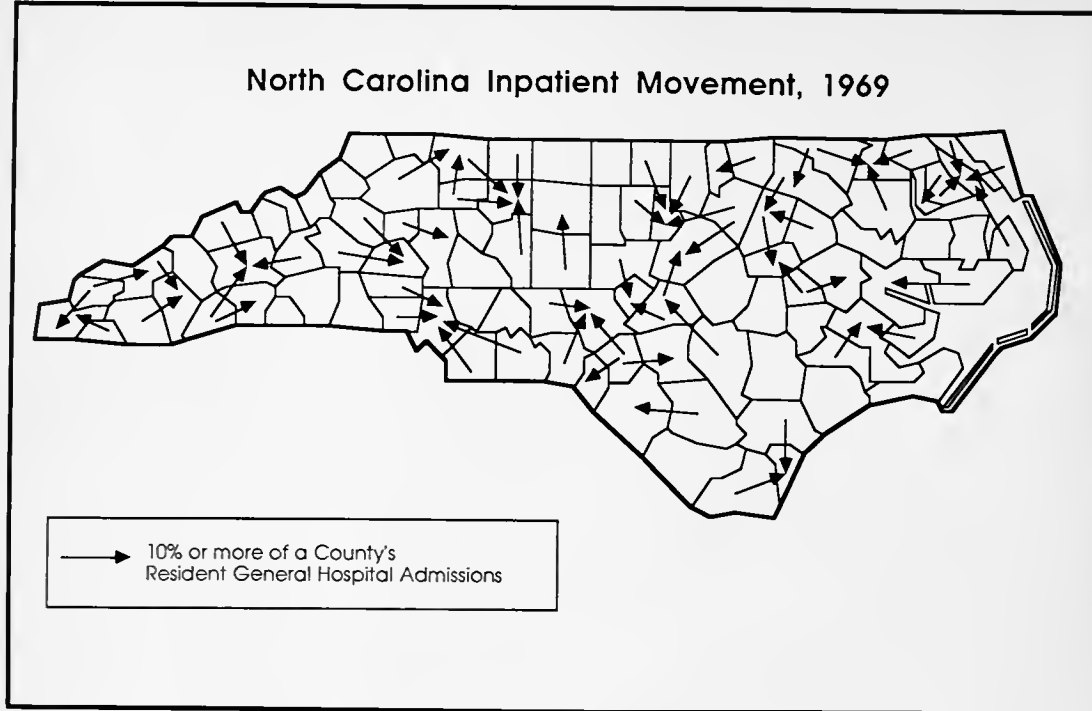 North Carolina Inpatient Movement, 1969
10% or more of a County's
Resident General Hospital Admissions